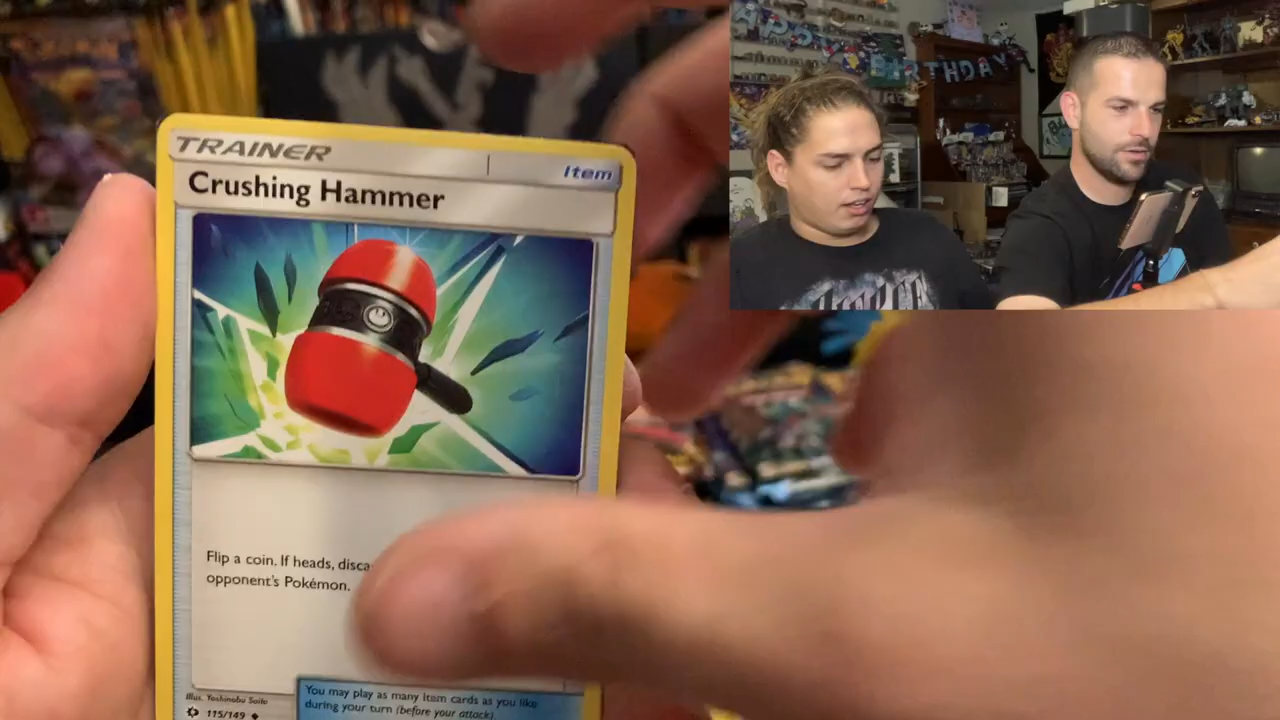 TRAINER
Item
Crushing Hammer
Flip a coin. If heads, disca
opponent's Pokémon.
You may play as many Item cards as you like
during your turn (before your attack).
Illus. Yoshinobu Saito
115/149